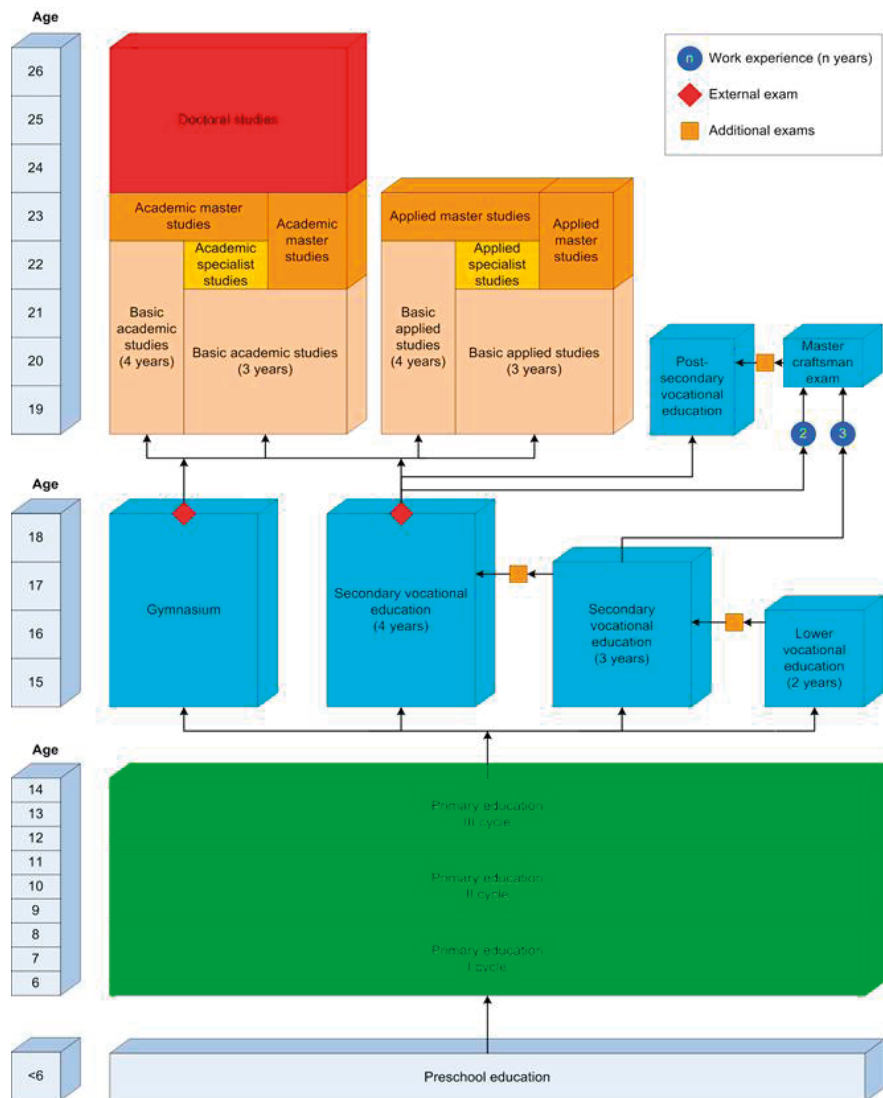 Age
26
25
24
23
22
21
20
19
Doctoral studies
Academic master
studies
Academic
master
studies
Academic
specialist
studies
Basic
academic
studies
(4 years)
Basic academic studies
(3 years)
Applied master studies
Applied
master
studies
Applied
specialist
studies
Basic
applied
studies
(4 years)
Basic applied studies
(3 years)
n
Work experience (n years)
External exam
Additional exams
Post-
secondary
vocational
education
Master
craftsman
exam
2
3
Age
18
17
16
15
Gymnasium
Secondary vocational
education
(4 years)
Secondary
vocational
education
(3 years)
Lower
vocational
education
(2 years)
Age
14
13
12
11
10
9
8
7
6
Primary education
III cycle
Primary education
II cycle
Primary education
I cycle
<6
Preschool education